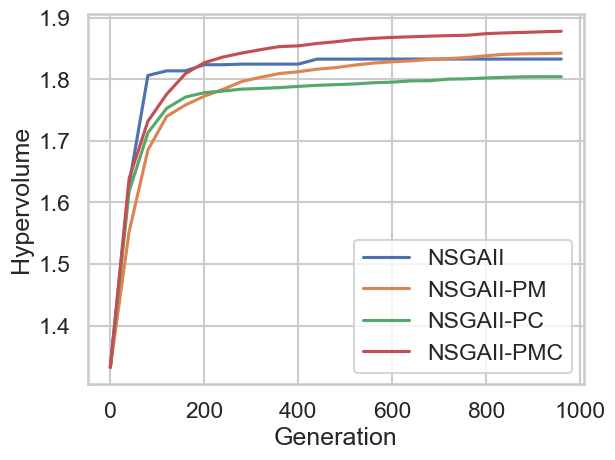 1.9
1.8
1.7
1.6
1.5
1.4
Hypervolume
NSGAII
NSGAII-PM
NSGAII-PC
NSGAII-PMC
0 200 400 600 800 1000
Generation